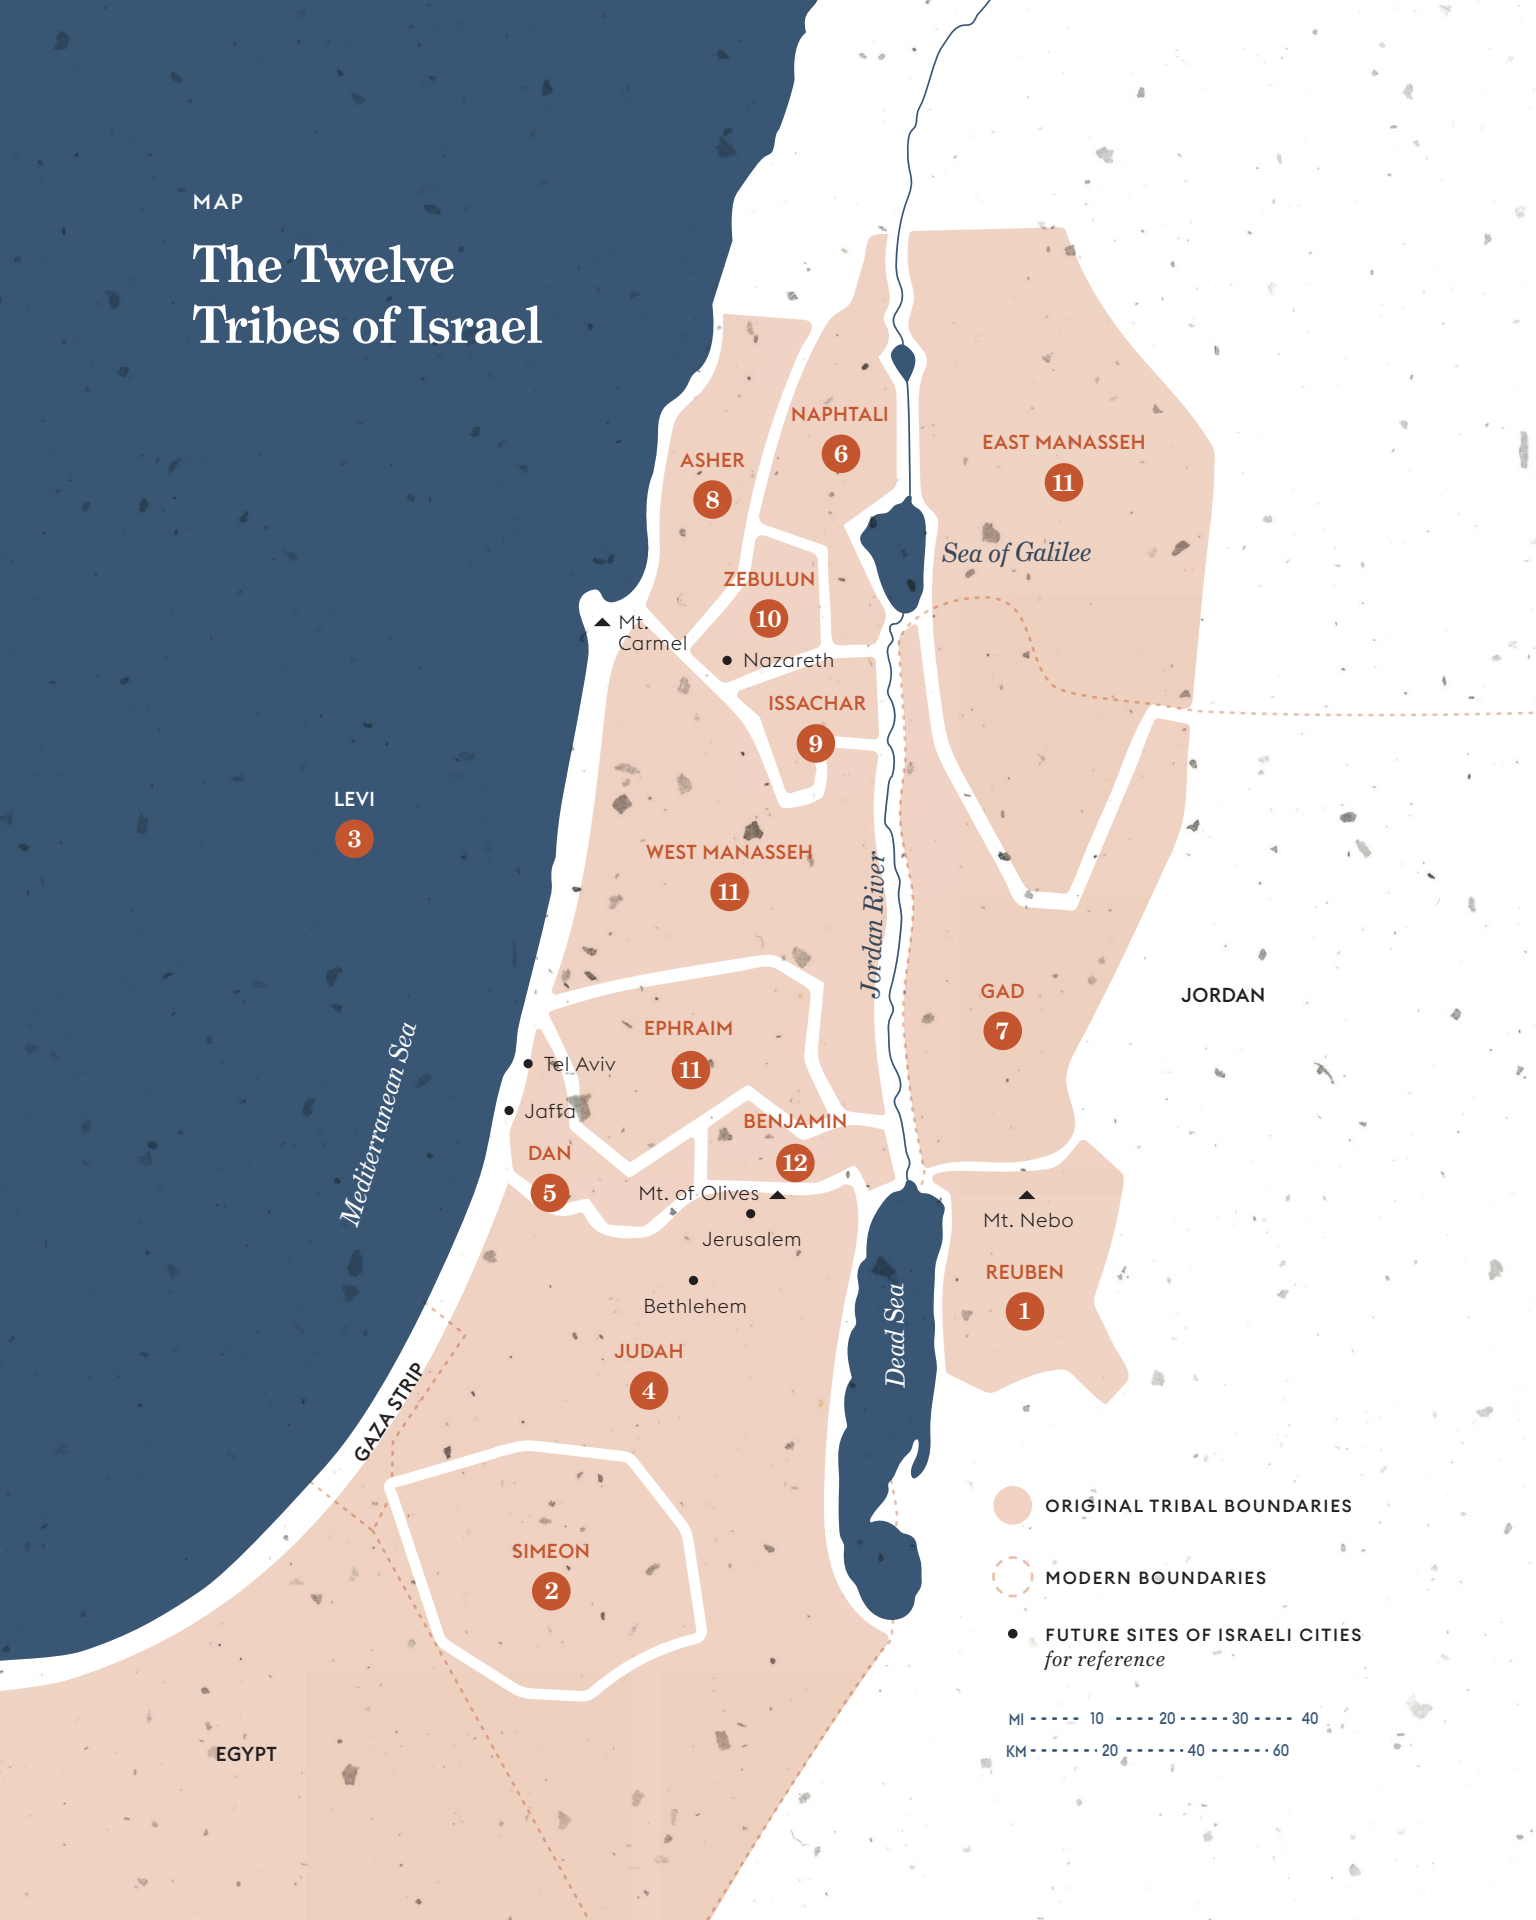 MAP
The Twelve
Tribes of Israel
NAPHTALI
6
EAST MANASSEH
11
ASHER
8
Sea of Galilee
ZEBULUN
10
Mt.
Carmel
Nazareth
ISSACHAR
9
LEVI
3
WEST MANASSEH
11
Jordan River
GAD
7
JORDAN
EPHRAIM
11
Tel Aviv
Jaffa
Mediterranean Sea
BENJAMIN
12
DAN
5
Mt. of Olives
Jerusalem
Mt. Nebo
REUBEN
1
Bethlehem
Dead Sea
JUDAH
4
GAZA STRIP
SIMEON
2
EGYPT
ORIGINAL TRIBAL BOUNDARIES
MODERN BOUNDARIES
FUTURE SITES OF ISRAELI CITIES
for reference
MI 10 20 30 40
KM 20 40 60